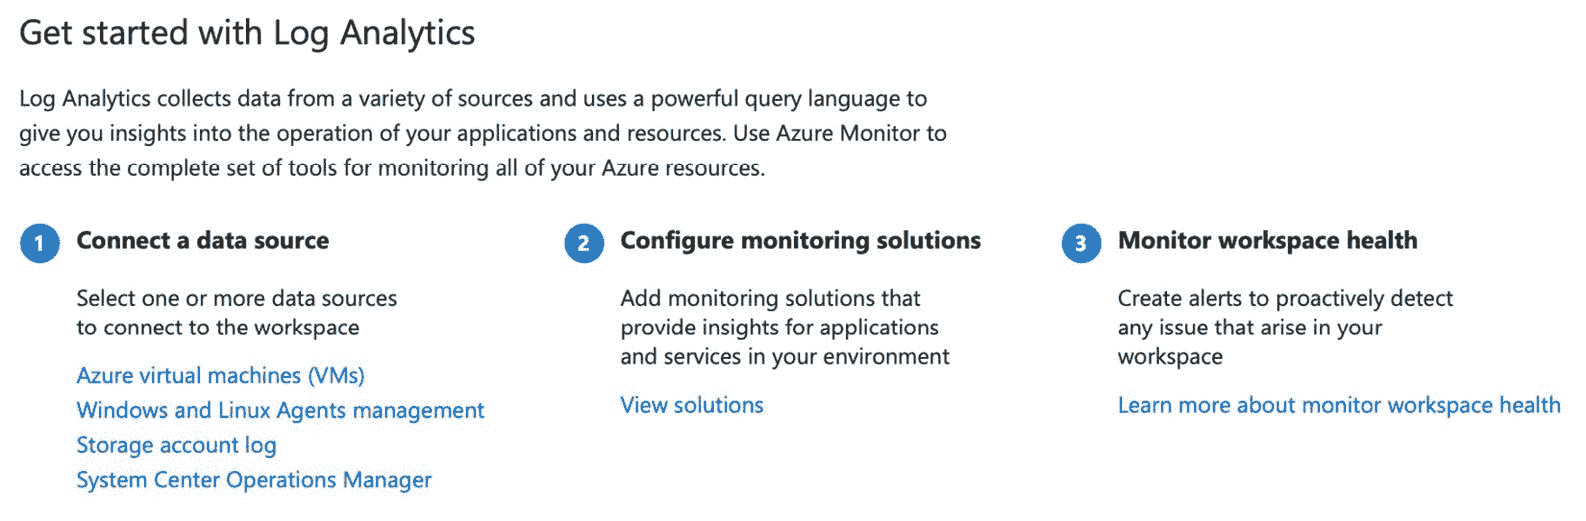 Get started with Log Analytics
Log Analytics collects data from a variety of sources and uses a powerful query language to
give you insights into the operation of your applications and resources. Use Azure Monitor to
access the complete set of tools for monitoring all of your Azure resources.
1 Connect a data source
Select one or more data sources
to connect to the workspace
Azure virtual machines (VMs)
Windows and Linux Agents management
Storage account log
System Center Operations Manager
2 Configure monitoring solutions
Add monitoring solutions that
provide insights for applications
and services in your environment
View solutions
3 Monitor workspace health
Create alerts to proactively detect
any issue that arise in your
workspace
Learn more about monitor workspace health